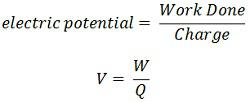 electric potential = Work Done / Charge
V = W / Q